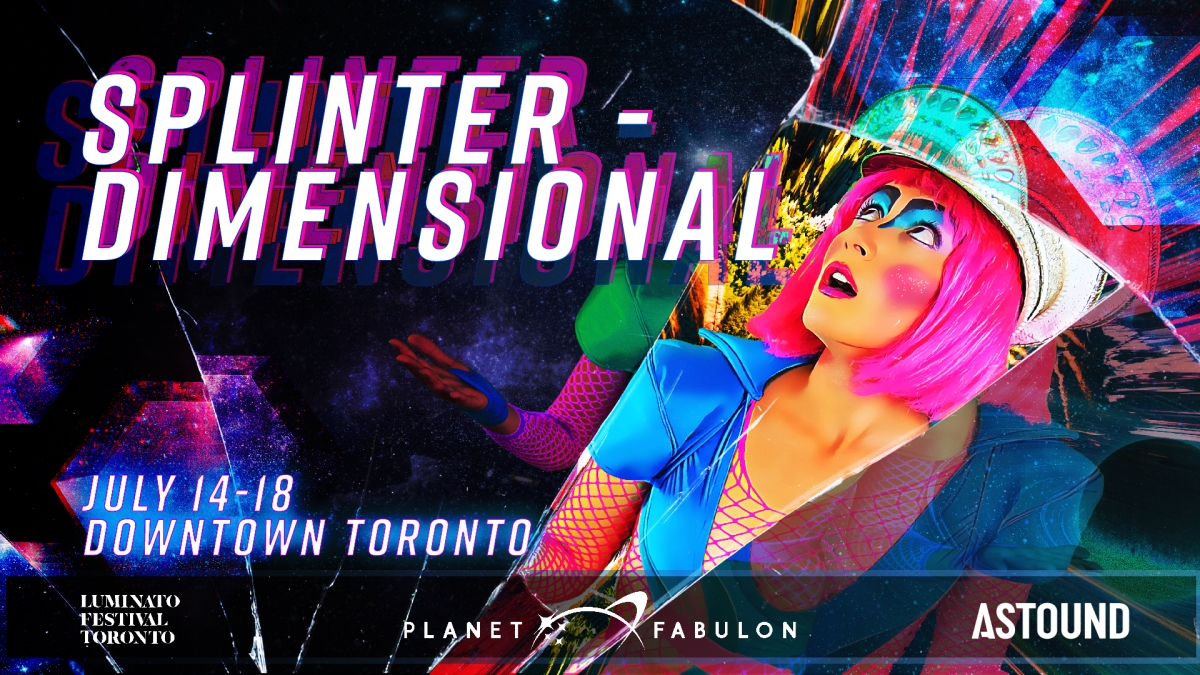 SPLINTER -
DIMENSIONAL
JULY 14-18
DOWNTOWN TORONTO
LUMINATO
FESTIVAL
TORONTO
PLANET FABULON
ASTOUND